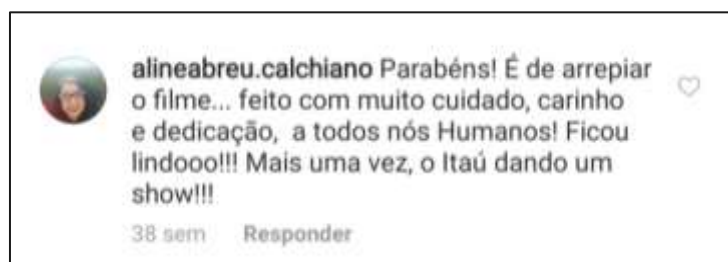 alineabreu.calchiano Parabéns! É de arrepiar
o filme... feito com muito cuidado, carinho
e dedicação, a todos nós Humanos! Ficou
lindooo!!! Mais uma vez, o Itaú dando um
show!!!
38 sem Responder